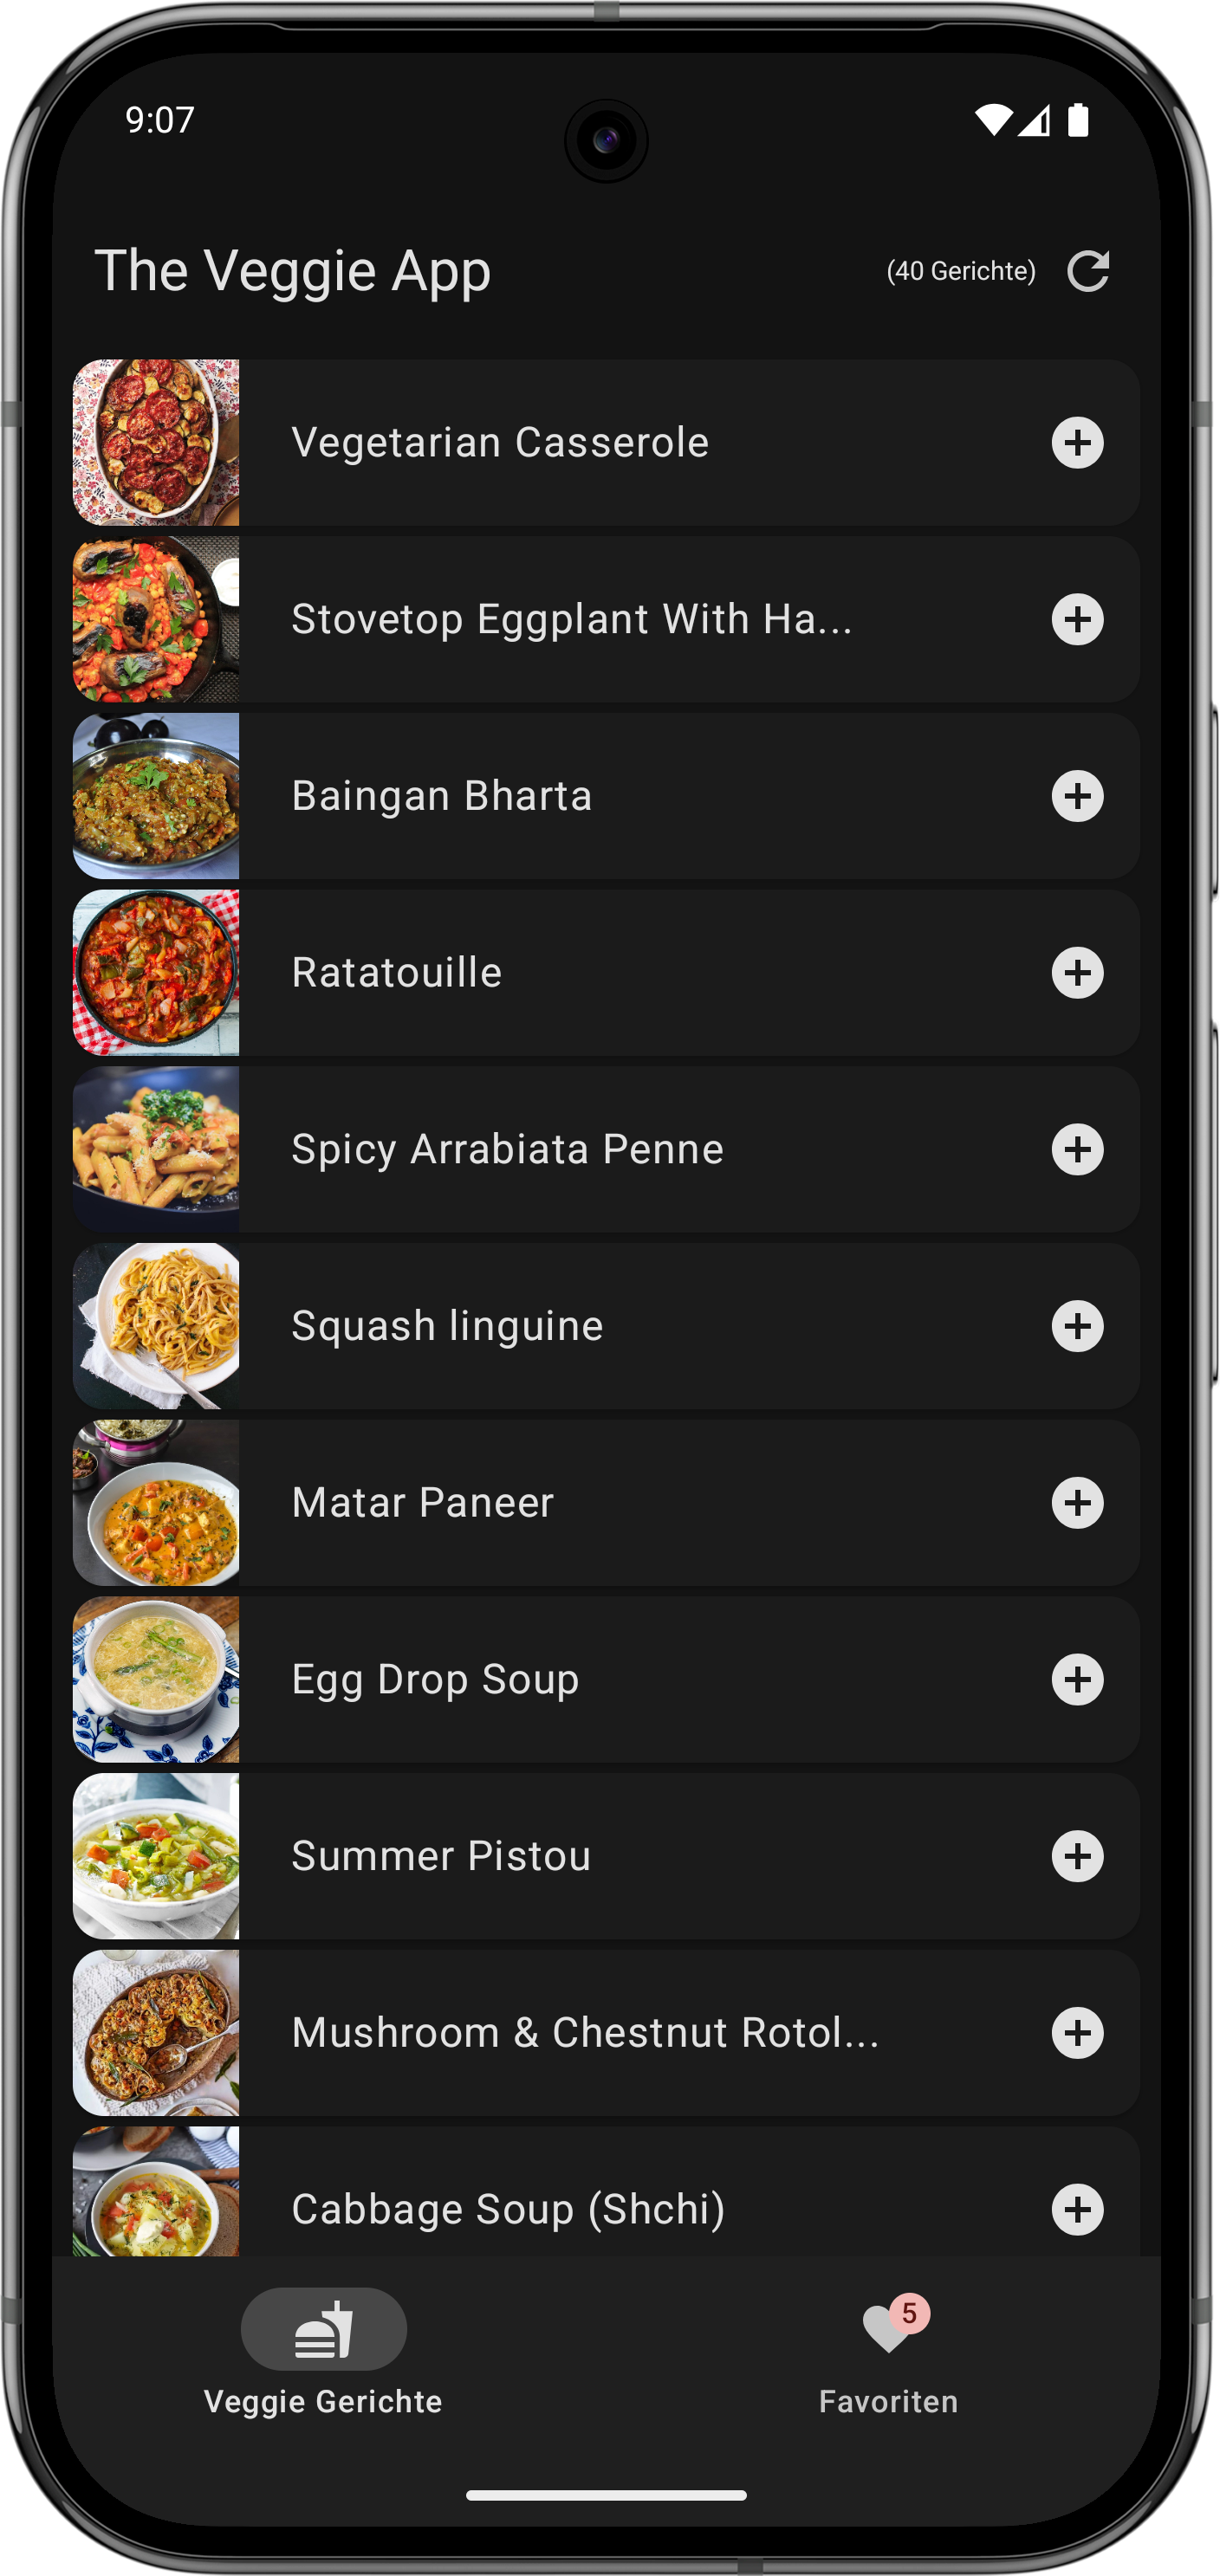 9:07
The Veggie App
(40 Gerichte)
Vegetarian Casserole
Stovetop Eggplant With Ha...
Baingan Bharta
Ratatouille
Spicy Arrabiata Penne
Squash linguine
Matar Paneer
Egg Drop Soup
Summer Pistou
Mushroom & Chestnut Rotol...
Cabbage Soup (Shchi)
5
Veggie Gerichte
Favoriten